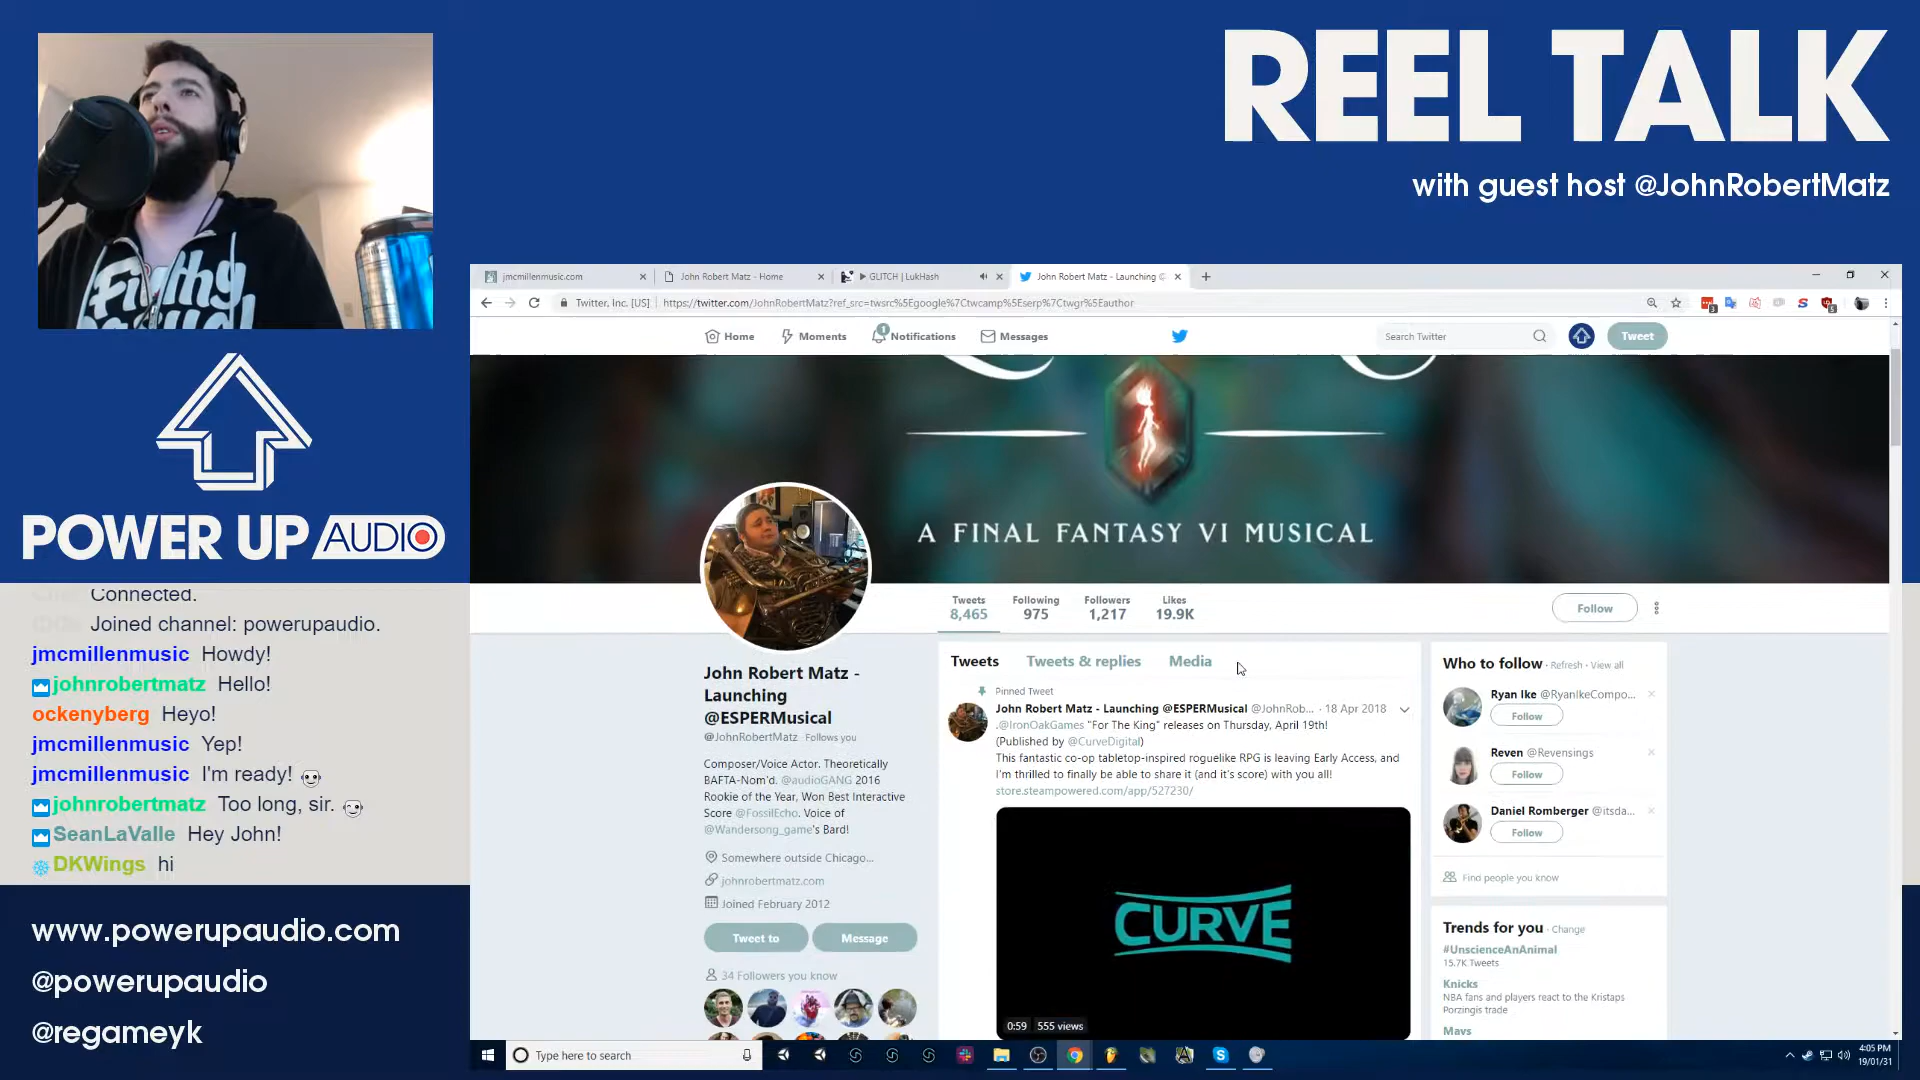 REEL TALK
with guest host @JohnRobertMatz
POWER UP AUDIO
Connected.
Joined channel: powerupaudio.
jmcmillenmusic Howdy!
johnrobertmatz Hello!
ockenyberg Heyo!
jmcmillenmusic Yep!
jmcmillenmusic I'm ready!
johnrobertmatz Too long, sir.
SeanLaValle Hey John!
DKWings hi
www.powerupaudio.com
@powerupaudio
@regameyk
jmcmillenmusic.com
John Robert Matz - Home
GLITCH | LukHash
John Robert Matz - Launching @
Twitter, Inc. [US]
https://twitter.com/JohnRobertMatz?ref_src=twsrc%5Egoogle%7Ctwcamp%5Eserp%7Ctwgr%5Eauthor
Home
Moments
1
Notifications
Messages
Search Twitter
Tweet
A FINAL FANTASY VI MUSICAL
Tweets
8,465
Following
975
Followers
1,217
Likes
19.9K
Follow
John Robert Matz -
Launching
@ESPERMusical
@JohnRobertMatz Follows you
Composer/Voice Actor. Theoretically
BAFTA-Nom'd. @audioGANG 2016
Rookie of the Year, Won Best Interactive
Score @FossilEcho. Voice of
@Wandersong_game's Bard!
Somewhere outside Chicago...
johnrobertmatz.com
Joined February 2012
Tweet to
Message
34 Followers you know
Tweets
Tweets & replies
Media
Pinned Tweet
John Robert Matz - Launching @ESPERMusical @JohnRob... · 18 Apr 2018
.@IronOakGames "For The King" releases on Thursday, April 19th!
(Published by @CurveDigital)
This fantastic co-op tabletop-inspired roguelike RPG is leaving Early Access, and
I'm thrilled to finally be able to share it (and it's score) with you all!
store.steampowered.com/app/527230/
CURVE
0:59 555 views
Who to follow · Refresh · View all
Ryan Ike @RyanIkeCompo...
Follow
Reven @Revensings
Follow
Daniel Romberger @itsda...
Follow
Find people you know
Trends for you · Change
#UnscienceAnAnimal
15.7K Tweets
Knicks
NBA fans and players react to the Kristaps
Porzingis trade
Mavs
Type here to search
4:05 PM
19/01/31